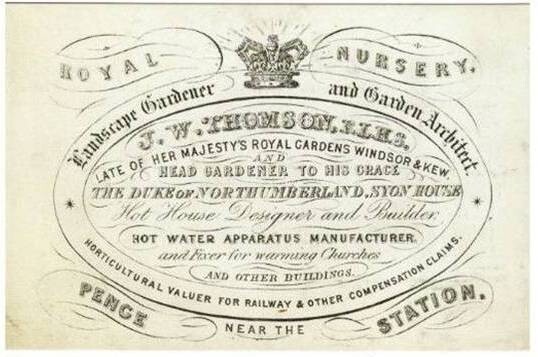 ROYAL NURSERY.
Landscape Gardener and Garden Architect.
J. W. THOMSON, F.L.H.S.
LATE OF HER MAJESTY'S ROYAL GARDENS WINDSOR & KEW,
AND
HEAD GARDENER TO HIS GRACE
THE DUKE OF NORTHUMBERLAND, SYON HOUSE
Hot House Designer and Builder,
HOT WATER APPARATUS MANUFACTURER,
and Fixer for warming Churches
AND OTHER BUILDINGS.
HORTICULTURAL VALUER FOR RAILWAY & OTHER COMPENSATION CLAIMS.
PENGE NEAR THE STATION.